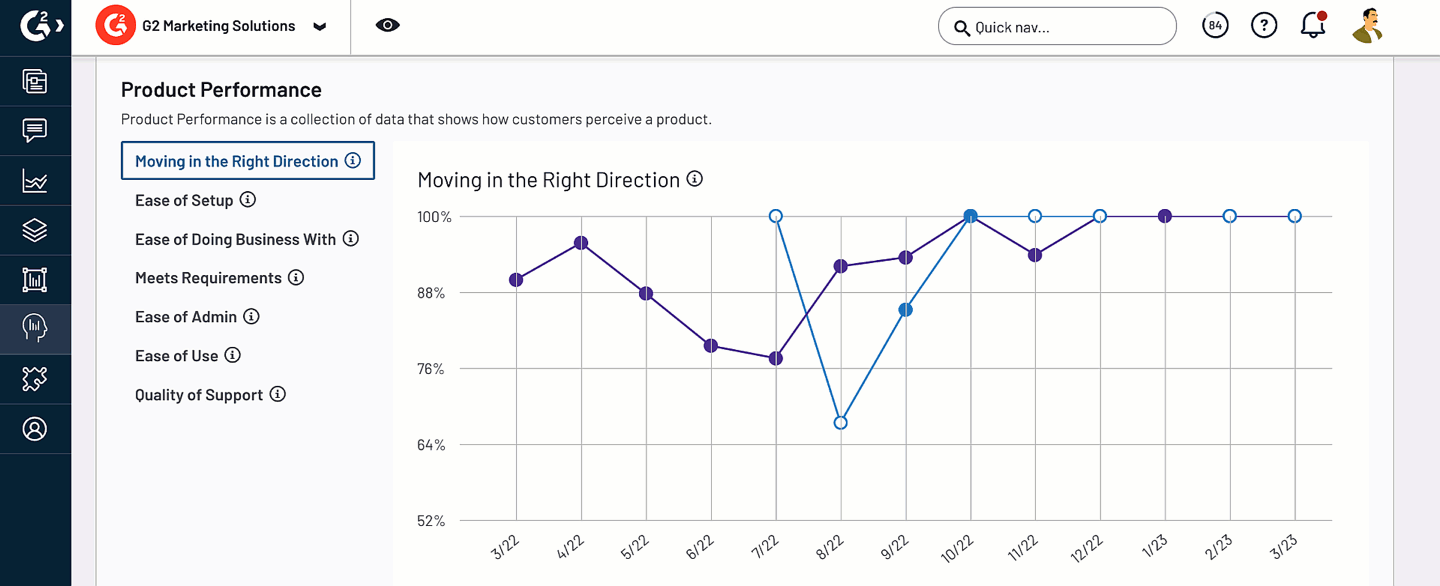 G2 G2 G2 Marketing Solutions Quick nav... 84 ?
Product Performance
Product Performance is a collection of data that shows how customers perceive a product.
Moving in the Right Direction
Ease of Setup
Ease of Doing Business With
Meets Requirements
Ease of Admin
Ease of Use
Quality of Support
Moving in the Right Direction
100%
88%
76%
64%
52%
3/22 4/22 5/22 6/22 7/22 8/22 9/22 10/22 11/22 12/22 1/23 2/23 3/23